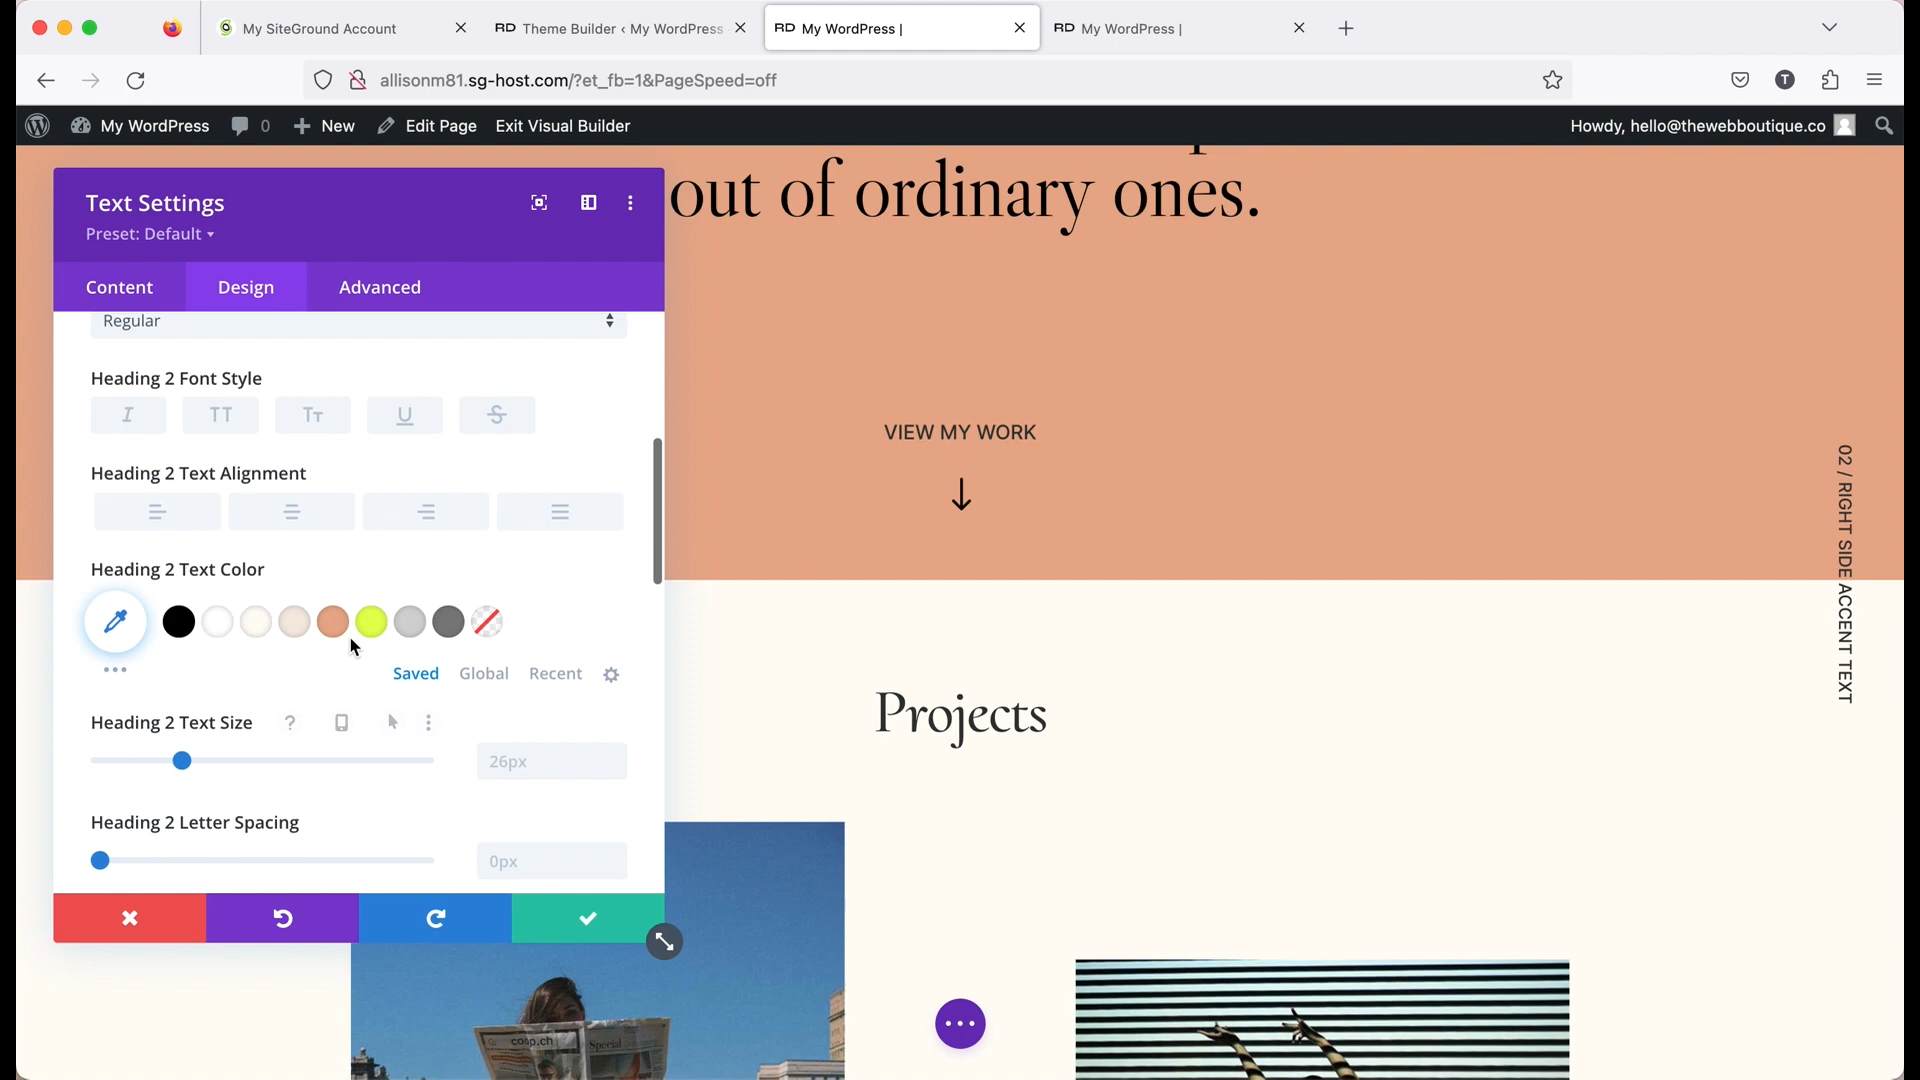 My SiteGround Account
RD Theme Builder ‹ My WordPress
RD My WordPress |
RD My WordPress |
allisonm81.sg-host.com/?et_fb=1&PageSpeed=off
T
My WordPress
0
New
Edit Page
Exit Visual Builder
Howdy, hello@thewebboutique.co
out of ordinary ones.
Text Settings
Preset: Default
Content
Design
Advanced
Regular
Heading 2 Font Style
I
TT
Tт
U
S
Heading 2 Text Alignment
Heading 2 Text Color
Saved
Global
Recent
Heading 2 Text Size
?
26px
Heading 2 Letter Spacing
0px
VIEW MY WORK
02 / RIGHT SIDE ACCENT TEXT
Projects
coop.ch
Special